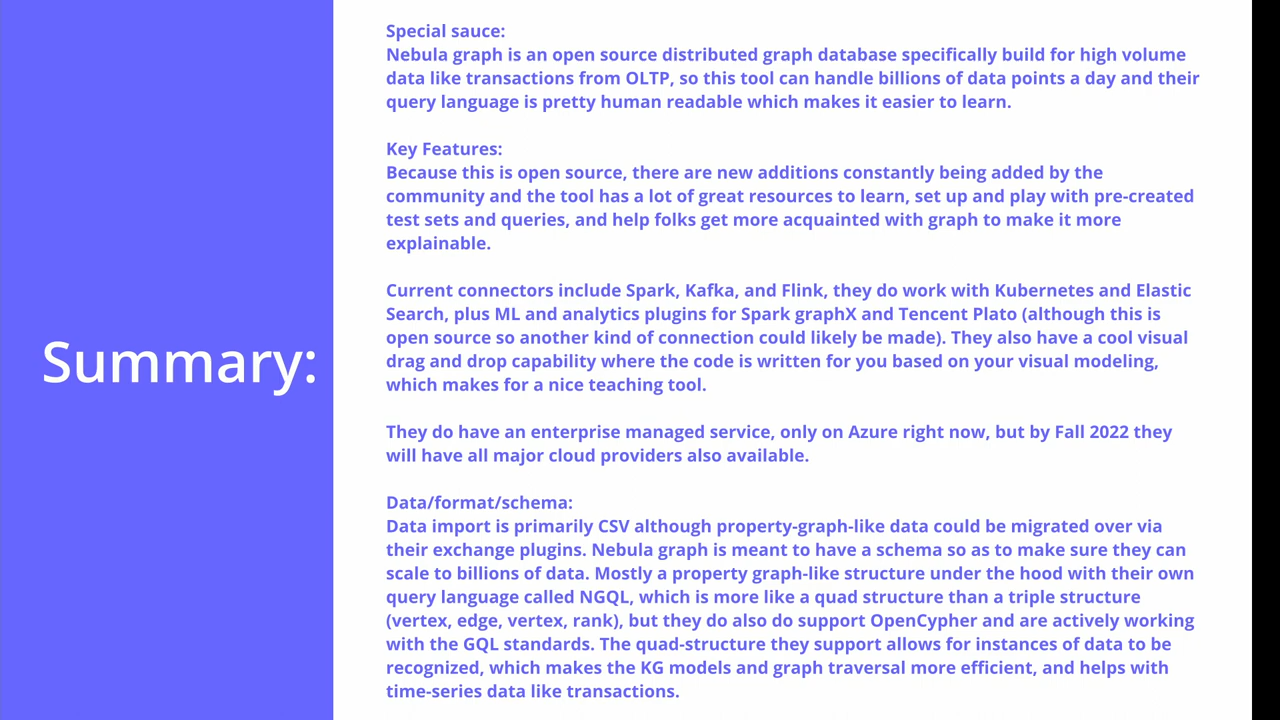 Summary:
Special sauce:
Nebula graph is an open source distributed graph database specifically build for high volume
data like transactions from OLTP, so this tool can handle billions of data points a day and their
query language is pretty human readable which makes it easier to learn.
Key Features:
Because this is open source, there are new additions constantly being added by the
community and the tool has a lot of great resources to learn, set up and play with pre-created
test sets and queries, and help folks get more acquainted with graph to make it more
explainable.
Current connectors include Spark, Kafka, and Flink, they do work with Kubernetes and Elastic
Search, plus ML and analytics plugins for Spark graphX and Tencent Plato (although this is
open source so another kind of connection could likely be made). They also have a cool visual
drag and drop capability where the code is written for you based on your visual modeling,
which makes for a nice teaching tool.
They do have an enterprise managed service, only on Azure right now, but by Fall 2022 they
will have all major cloud providers also available.
Data/format/schema:
Data import is primarily CSV although property-graph-like data could be migrated over via
their exchange plugins. Nebula graph is meant to have a schema so as to make sure they can
scale to billions of data. Mostly a property graph-like structure under the hood with their own
query language called NGQL, which is more like a quad structure than a triple structure
(vertex, edge, vertex, rank), but they do also do support OpenCypher and are actively working
with the GQL standards. The quad-structure they support allows for instances of data to be
recognized, which makes the KG models and graph traversal more efficient, and helps with
time-series data like transactions.